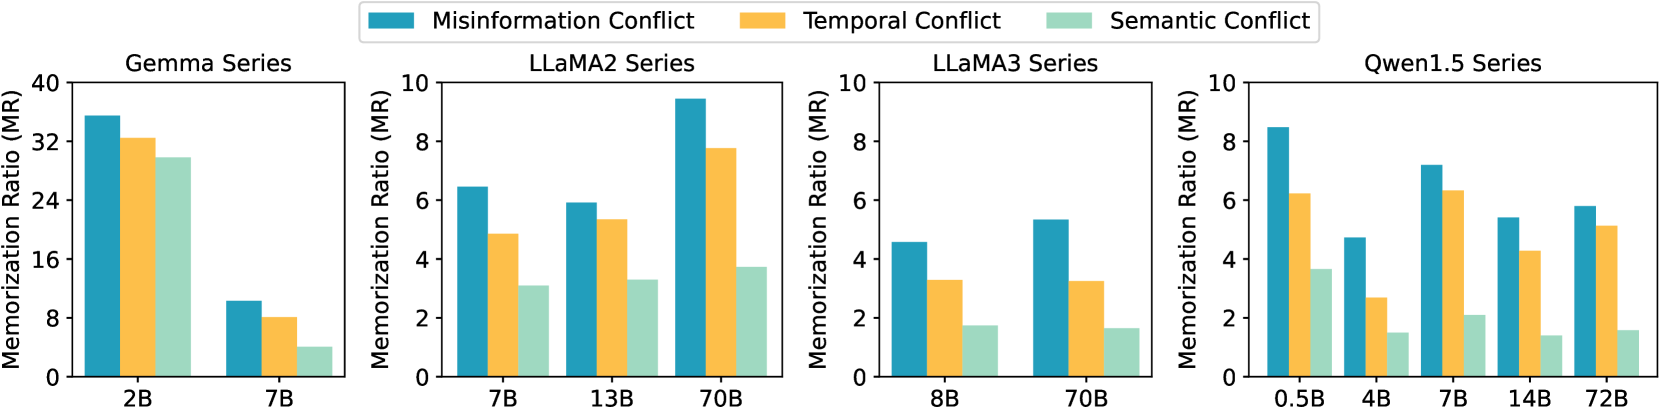 Misinformation Conflict Temporal Conflict Semantic Conflict
Gemma Series
Memorization Ratio (MR)
40
32
24
16
8
0
2B 7B
LLaMA2 Series
Memorization Ratio (MR)
10
8
6
4
2
0
7B 13B 70B
LLaMA3 Series
Memorization Ratio (MR)
10
8
6
4
2
0
8B 70B
Qwen1.5 Series
Memorization Ratio (MR)
10
8
6
4
2
0
0.5B 4B 7B 14B 72B